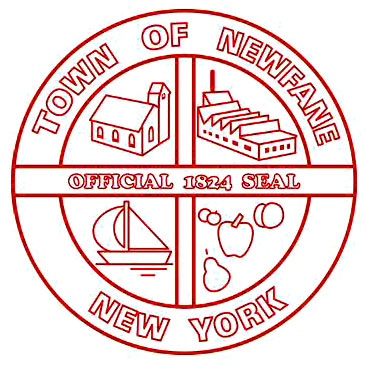 TOWN OF NEWFANE
OFFICIAL 1824 SEAL
NEW YORK